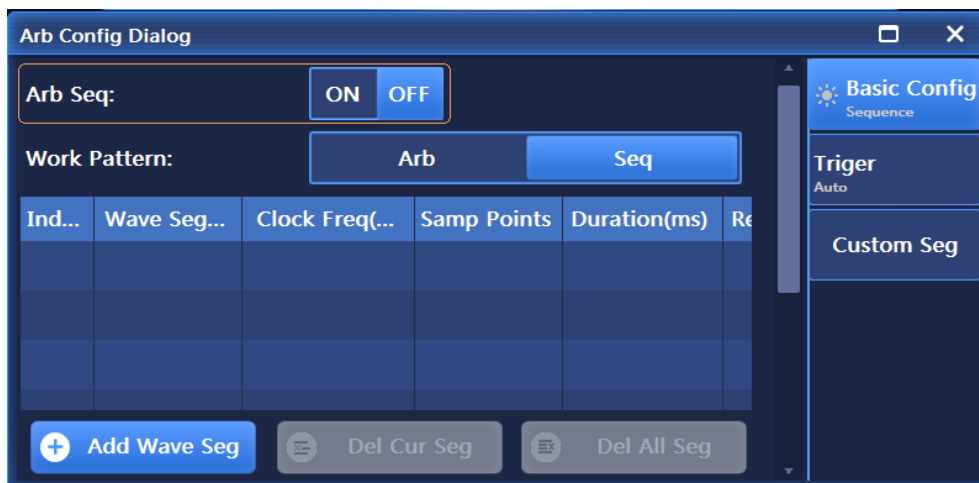 Arb Config Dialog
Arb Seq: ON OFF
Work Pattern: Arb Seq
Ind... Wave Seg... Clock Freq(... Samp Points Duration(ms) Re
Add Wave Seg Del Cur Seg Del All Seg
Basic Config
Sequence
Triger
Auto
Custom Seg